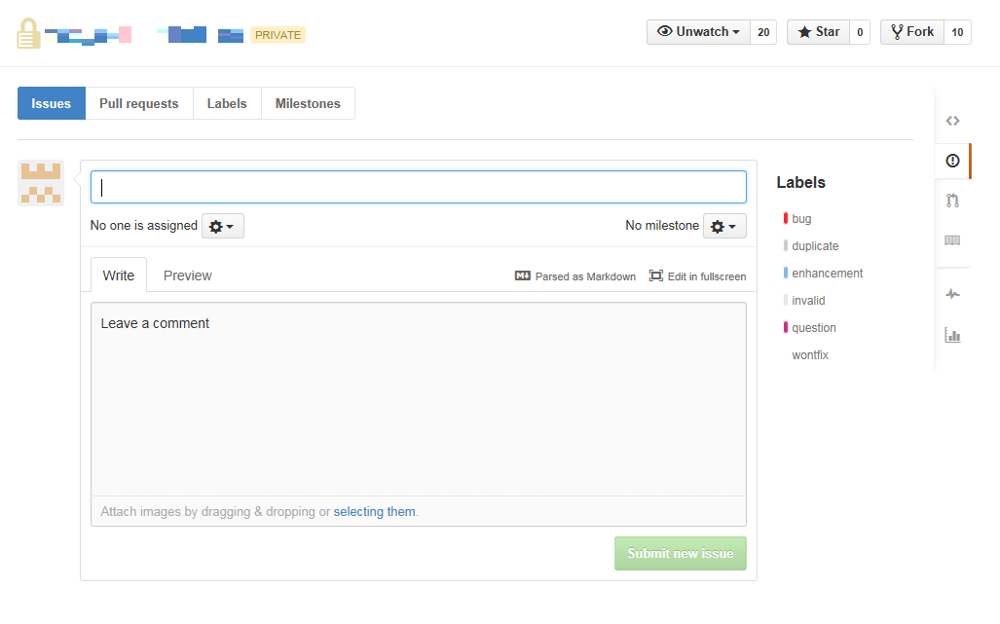 PRIVATE Unwatch 20 Star 0 Fork 10
Issues Pull requests Labels Milestones
No one is assigned No milestone
Write Preview Parsed as Markdown Edit in fullscreen
Leave a comment
Attach images by dragging & dropping or selecting them.
Submit new issue
Labels
bug
duplicate
enhancement
invalid
question
wontfix